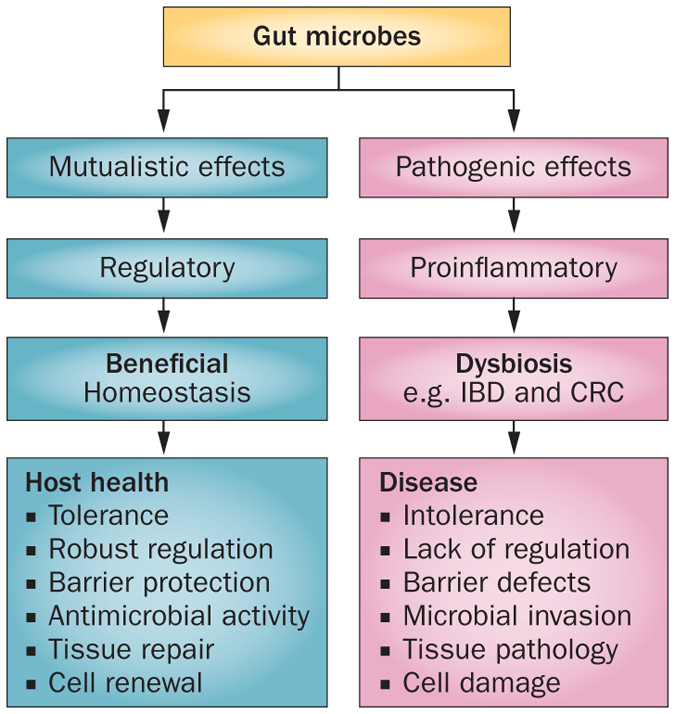 Gut microbes
Mutualistic effects
Regulatory
Beneficial
Homeostasis
Host health
▪ Tolerance
▪ Robust regulation
▪ Barrier protection
▪ Antimicrobial activity
▪ Tissue repair
▪ Cell renewal
Pathogenic effects
Proinflammatory
Dysbiosis
e.g. IBD and CRC
Disease
▪ Intolerance
▪ Lack of regulation
▪ Barrier defects
▪ Microbial invasion
▪ Tissue pathology
▪ Cell damage